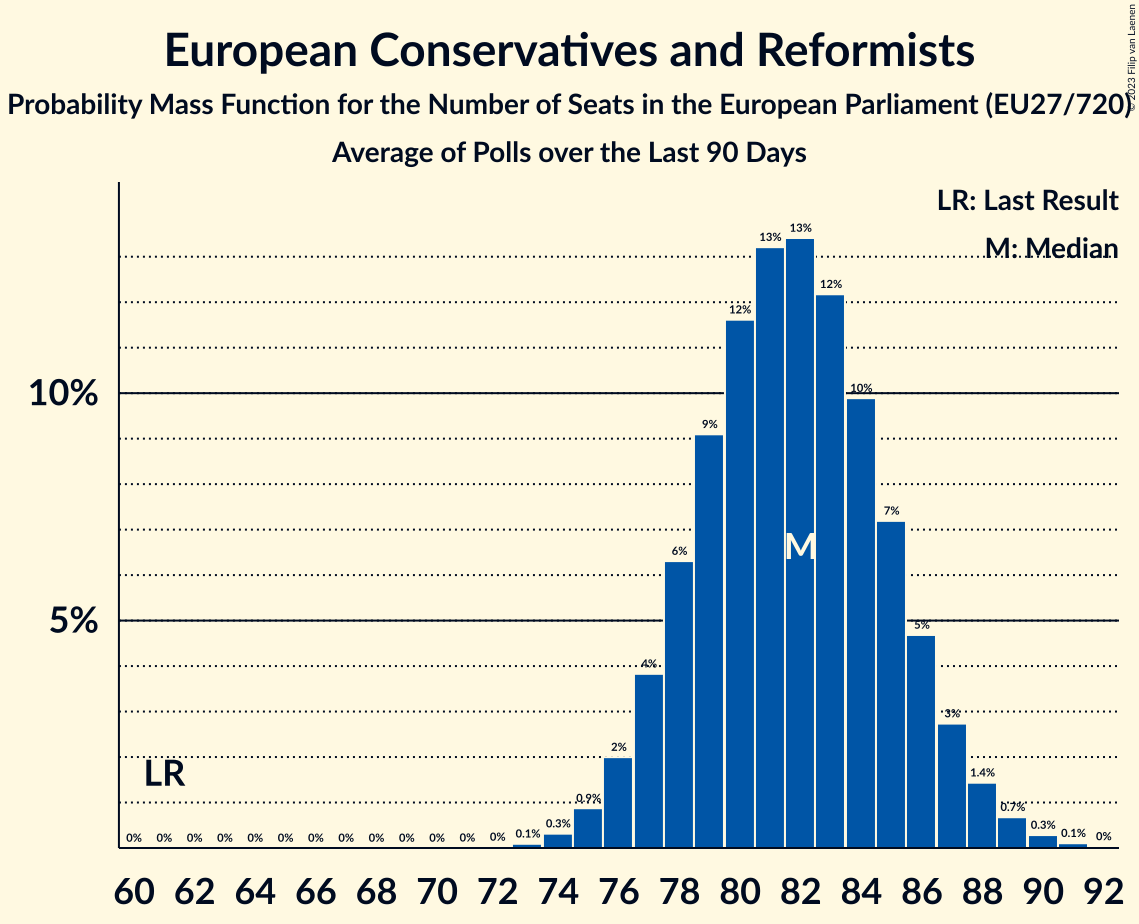 European Conservatives and Reformists
Probability Mass Function for the Number of Seats in the European Parliament (EU27/720)
Average of Polls over the Last 90 Days
© 2023 Filip van Laenen
LR: Last Result
M: Median
10%
5%
LR
M
0% 0% 0% 0% 0% 0% 0% 0% 0% 0% 0% 0% 0% 0.1% 0.3% 0.9% 2% 4% 6% 9% 12% 13% 13% 12% 10% 7% 5% 3% 1.4% 0.7% 0.3% 0.1% 0%
60 62 64 66 68 70 72 74 76 78 80 82 84 86 88 90 92